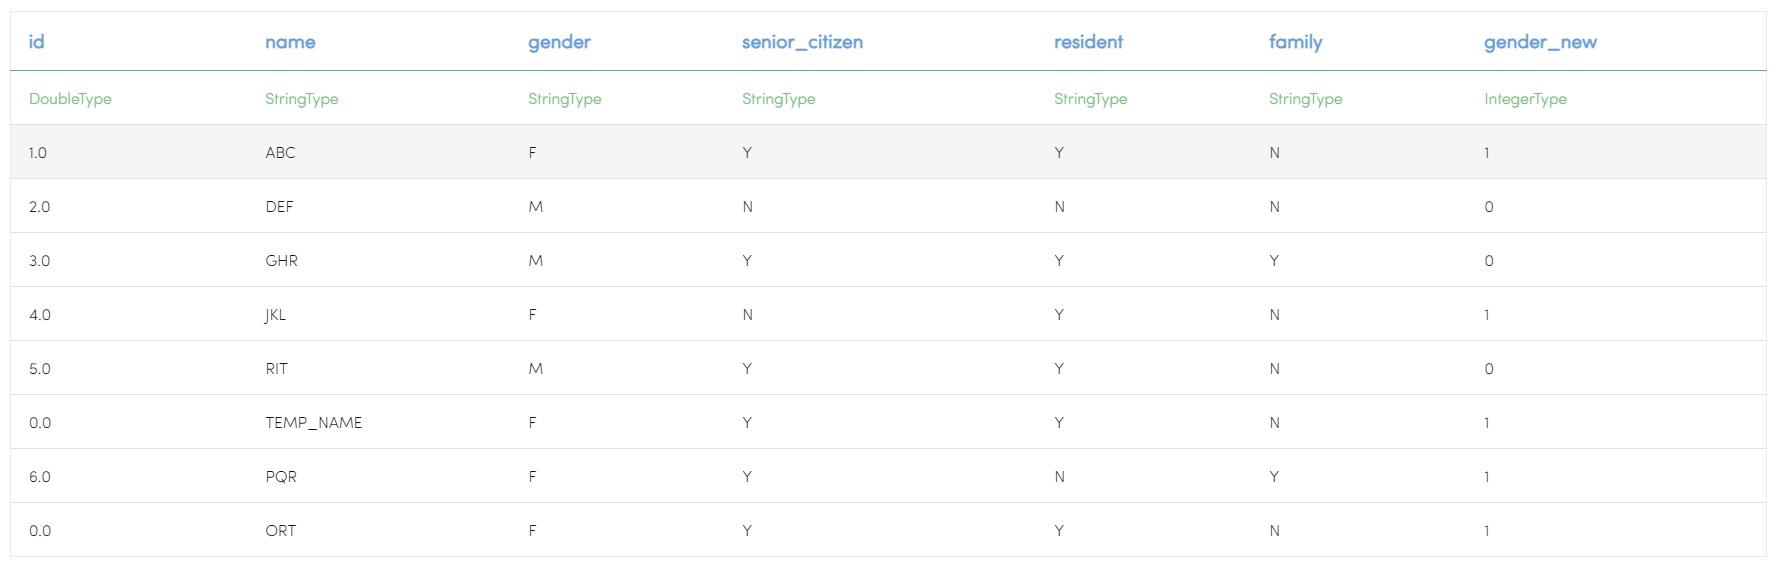 id name gender senior_citizen resident family gender_new
DoubleType StringType StringType StringType StringType StringType IntegerType
1.0 ABC F Y Y N 1
2.0 DEF M N N N 0
3.0 GHR M Y Y Y 0
4.0 JKL F N Y N 1
5.0 RIT M Y Y N 0
0.0 TEMP_NAME F Y Y N 1
6.0 PQR F Y N Y 1
0.0 ORT F Y Y N 1